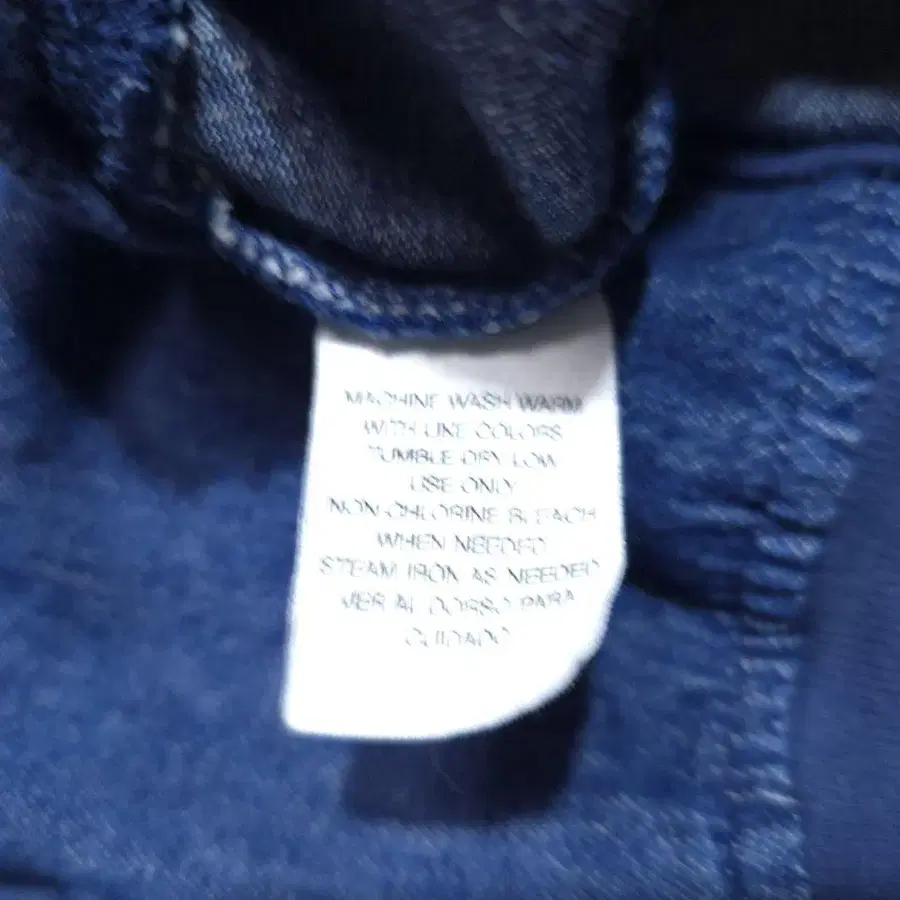 MACHINE WASH WARM
WITH LIKE COLORS
TUMBLE DRY LOW
USE ONLY
NON-CHLORINE BLEACH
WHEN NEEDED
STEAM IRON AS NEEDED
VER AL DORSO PARA
CUIDADO